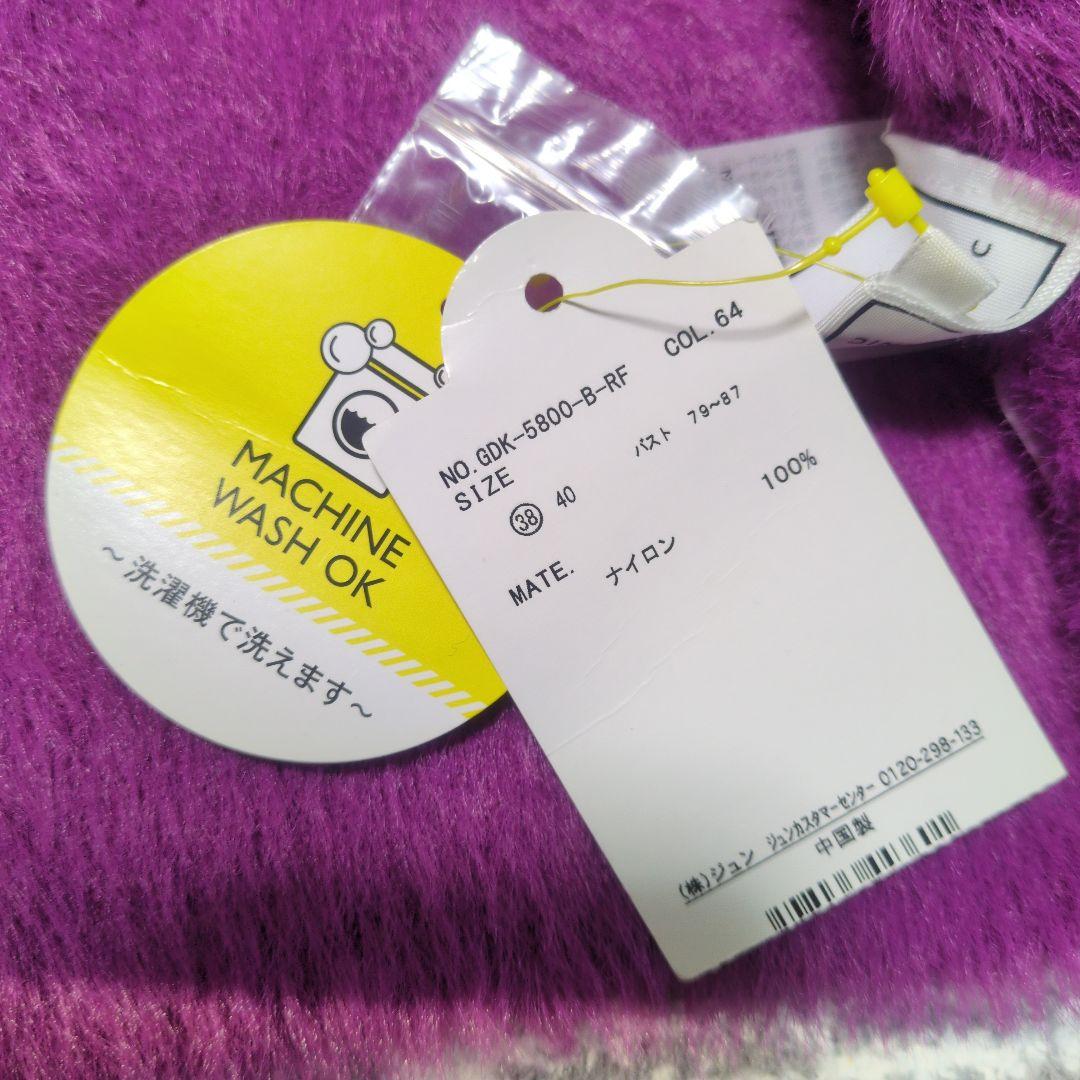 MACHINE
WASH OK
～洗濯機で洗えます～
NO.GDK-5800-B-RF COL.64
SIZE バスト 79～87
38 40
MATE. ナイロン 100%
(株)ジュン ジュンカスタマーセンター 0120-298-133
中国製